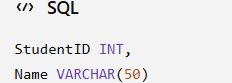 SQL
StudentID INT,
Name VARCHAR(50)